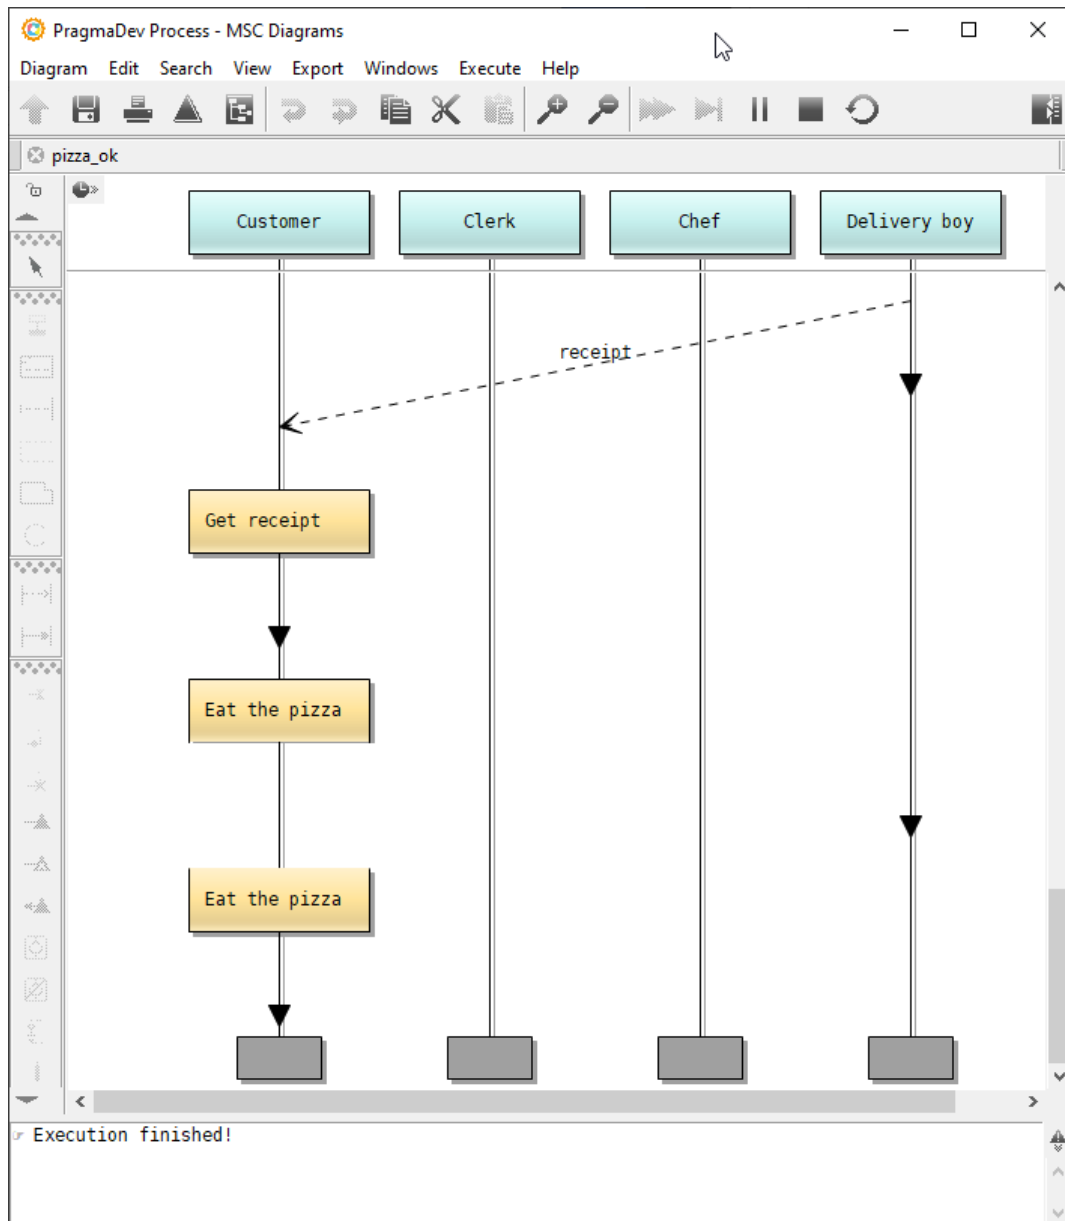 PragmaDev Process - MSC Diagrams
Diagram Edit Search View Export Windows Execute Help
pizza_ok
Customer Clerk Chef Delivery boy
receipt
Get receipt
Eat the pizza
Eat the pizza
Execution finished!